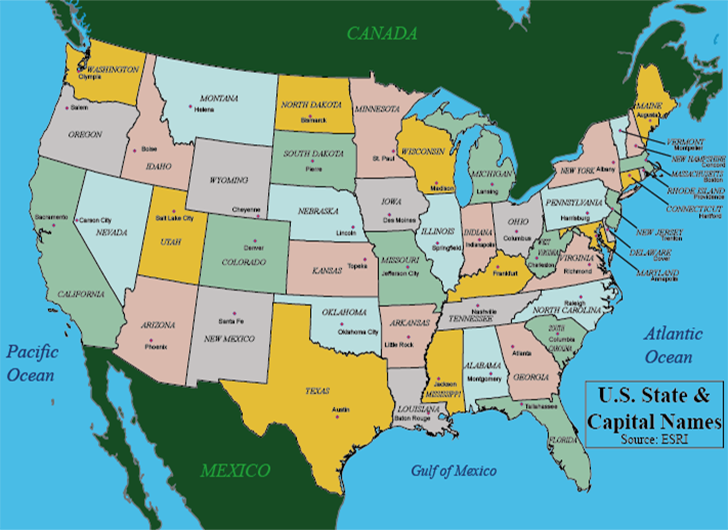 CANADA
WASHINGTON
Olympia
MONTANA
Helena
NORTH DAKOTA
Bismarck
MINNESOTA
St. Paul
MAINE
Augusta
Salem
OREGON
Boise
IDAHO
SOUTH DAKOTA
Pierre
WISCONSIN
Madison
MICHIGAN
Lansing
NEW YORK
Albany
VERMONT
Montpelier
NEW HAMPSHIRE
Concord
MASSACHUSETTS
Boston
RHODE ISLAND
Providence
CONNECTICUT
Hartford
WYOMING
Cheyenne
NEBRASKA
Lincoln
IOWA
Des Moines
ILLINOIS
Springfield
INDIANA
Indianapolis
OHIO
Columbus
PENNSYLVANIA
Harrisburg
NEW JERSEY
Trenton
DELAWARE
Dover
MARYLAND
Annapolis
Sacramento
Carson City
NEVADA
Salt Lake City
UTAH
Denver
COLORADO
KANSAS
Topeka
MISSOURI
Jefferson City
Frankfurt
WEST
VIRGINIA
Charleston
VIRGINIA
Richmond
CALIFORNIA
ARIZONA
Phoenix
Santa Fe
NEW MEXICO
OKLAHOMA
Oklahoma City
ARKANSAS
Little Rock
Nashville
TENNESSEE
Raleigh
NORTH CAROLINA
SOUTH
Columbia
CAROLINA
Pacific
Ocean
Atlantic
Ocean
TEXAS
Austin
LOUISIANA
Baton Rouge
Jackson
MISSISSIPPI
ALABAMA
Montgomery
Atlanta
GEORGIA
Tallahassee
FLORIDA
U.S. State &
Capital Names
Source: ESRI
MEXICO
Gulf of Mexico